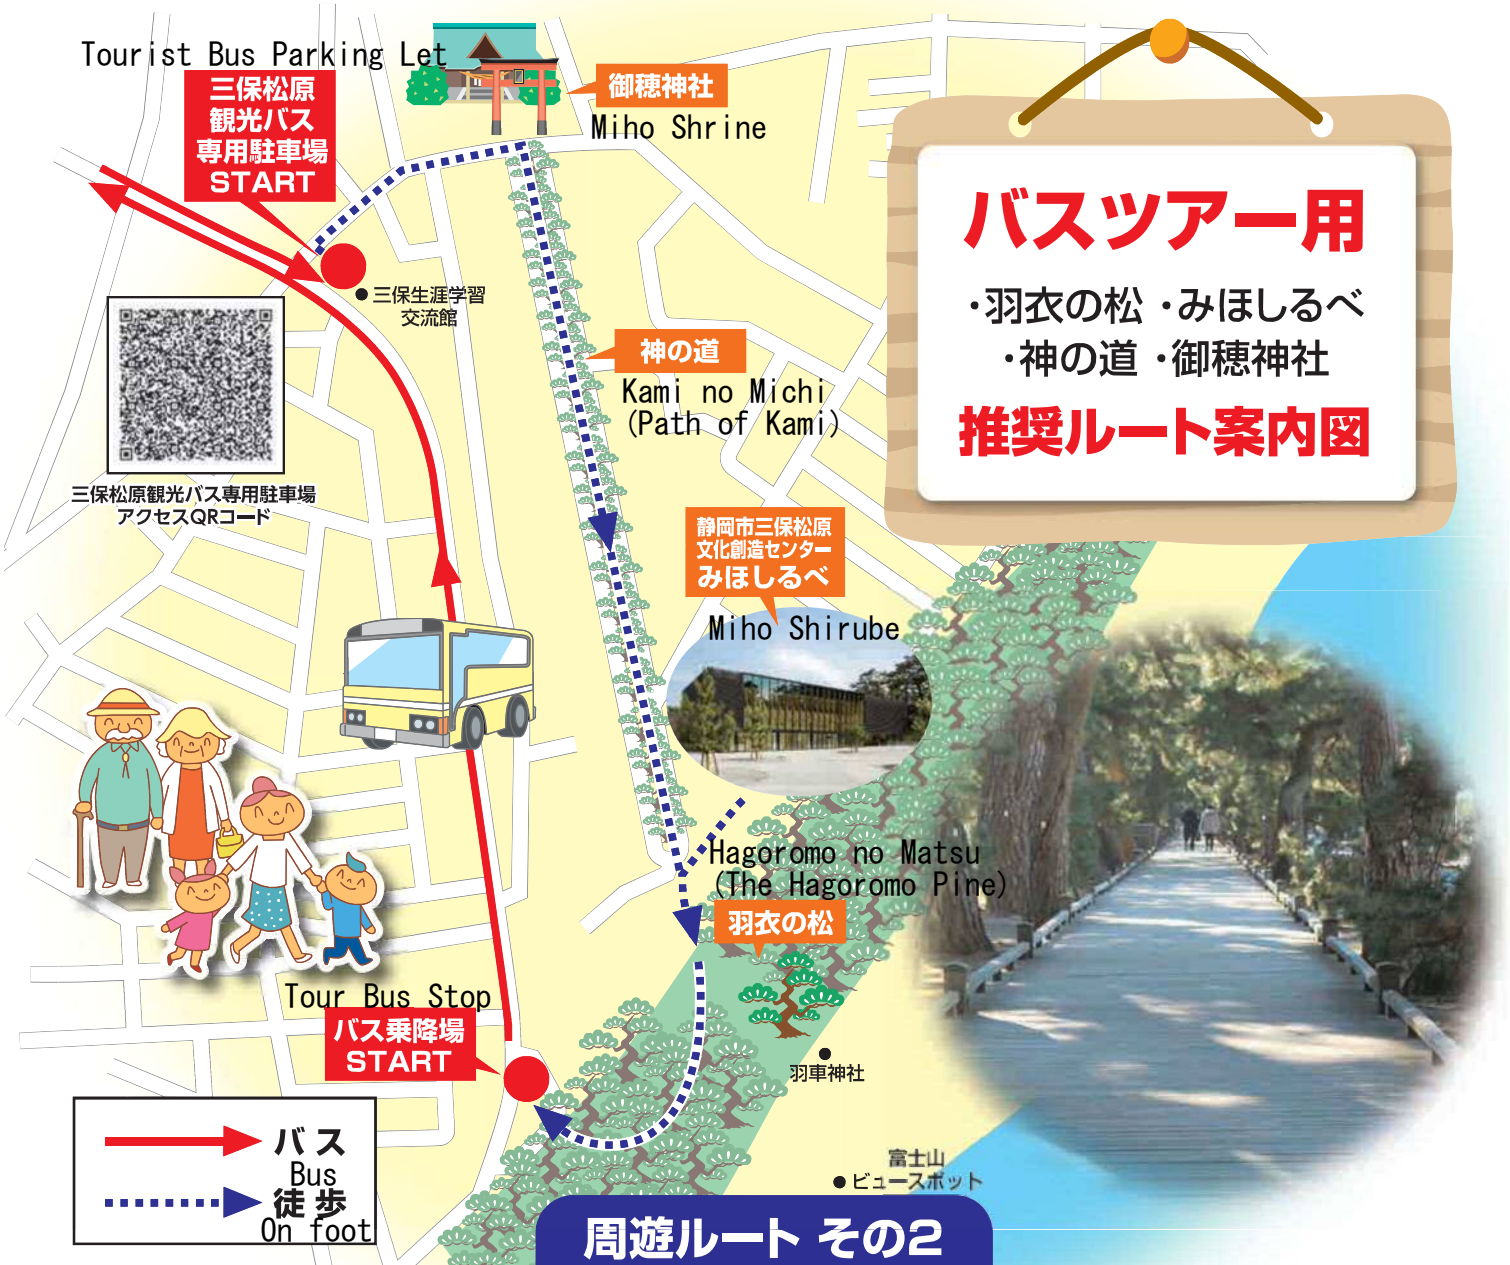 Tourist Bus Parking Let
三保松原
観光バス
専用駐車場
START
御穂神社
Miho Shrine
バスツアー用
・羽衣の松 ・みほしるべ
・神の道 ・御穂神社
推奨ルート案内図
三保生涯学習
交流館
神の道
Kami no Michi
(Path of Kami)
三保松原観光バス専用駐車場
アクセスQRコード
静岡市三保松原
文化創造センター
みほしるべ
Miho Shirube
Hagoromo no Matsu
(The Hagoromo Pine)
羽衣の松
Tour Bus Stop
バス乗降場
START
羽車神社
富士山
ビュースポット
バス
Bus
徒歩
On foot
周遊ルート その2